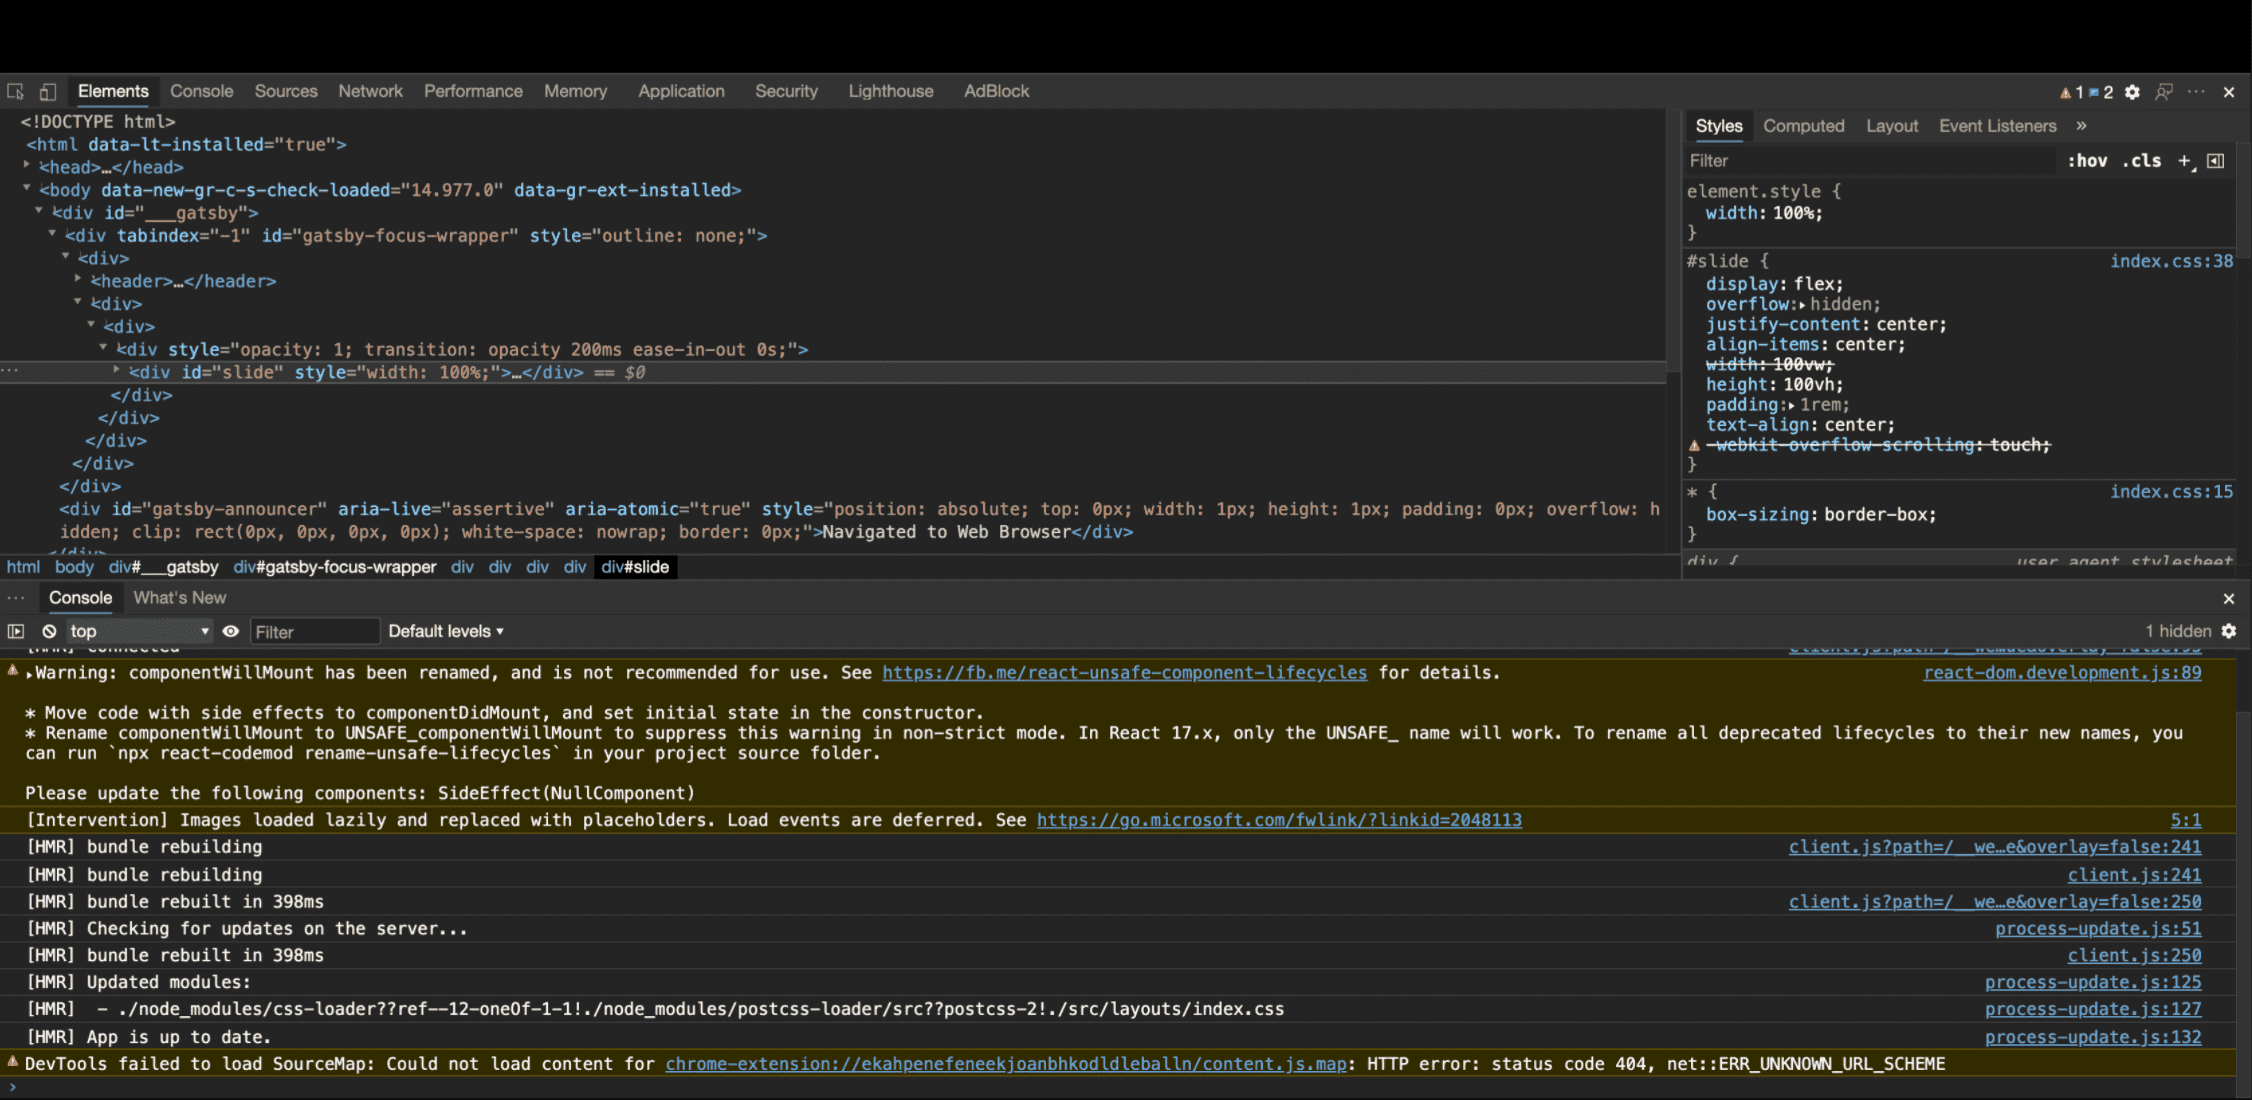 Elements Console Sources Network Performance Memory Application Security Lighthouse AdBlock 1 2
<!DOCTYPE html>
<html data-lt-installed="true">
<head>…</head>
<body data-new-gr-c-s-check-loaded="14.977.0" data-gr-ext-installed>
<div id="___gatsby">
<div tabindex="-1" id="gatsby-focus-wrapper" style="outline: none;">
<div>
<header>…</header>
<div>
<div>
<div style="opacity: 1; transition: opacity 200ms ease-in-out 0s;">
<div id="slide" style="width: 100%;">…</div> == $0
</div>
</div>
</div>
</div>
</div>
<div id="gatsby-announcer" aria-live="assertive" aria-atomic="true" style="position: absolute; top: 0px; width: 1px; height: 1px; padding: 0px; overflow: h
idden; clip: rect(0px, 0px, 0px, 0px); white-space: nowrap; border: 0px;">Navigated to Web Browser</div>
</div>
html body div#___gatsby div#gatsby-focus-wrapper div div div div div#slide
Styles Computed Layout Event Listeners »
Filter :hov .cls +
element.style {
width: 100%;
}
#slide { index.css:38
display: flex;
overflow: hidden;
justify-content: center;
align-items: center;
width: 100vw;
height: 100vh;
padding: 1rem;
text-align: center;
-webkit-overflow-scrolling: touch;
}
* { index.css:15
box-sizing: border-box;
}
div { user agent stylesheet
Console What's New
top Filter Default levels 1 hidden
[HMR] connected
Warning: componentWillMount has been renamed, and is not recommended for use. See https://fb.me/react-unsafe-component-lifecycles for details. react-dom.development.js:89
* Move code with side effects to componentDidMount, and set initial state in the constructor.
* Rename componentWillMount to UNSAFE_componentWillMount to suppress this warning in non-strict mode. In React 17.x, only the UNSAFE_ name will work. To rename all deprecated lifecycles to their new names, you
can run `npx react-codemod rename-unsafe-lifecycles` in your project source folder.
Please update the following components: SideEffect(NullComponent)
[Intervention] Images loaded lazily and replaced with placeholders. Load events are deferred. See https://go.microsoft.com/fwlink/?linkid=2048113 5:1
[HMR] bundle rebuilding client.js?path=/__we…e&overlay=false:241
[HMR] bundle rebuilding client.js:241
[HMR] bundle rebuilt in 398ms client.js?path=/__we…e&overlay=false:250
[HMR] Checking for updates on the server... process-update.js:51
[HMR] bundle rebuilt in 398ms client.js:250
[HMR] Updated modules: process-update.js:125
[HMR] - ./node_modules/css-loader??ref--12-oneOf-1-1!./node_modules/postcss-loader/src??postcss-2!./src/layouts/index.css process-update.js:127
[HMR] App is up to date. process-update.js:132
DevTools failed to load SourceMap: Could not load content for chrome-extension://ekahpenefeneekjoanbhkodldleballn/content.js.map: HTTP error: status code 404, net::ERR_UNKNOWN_URL_SCHEME